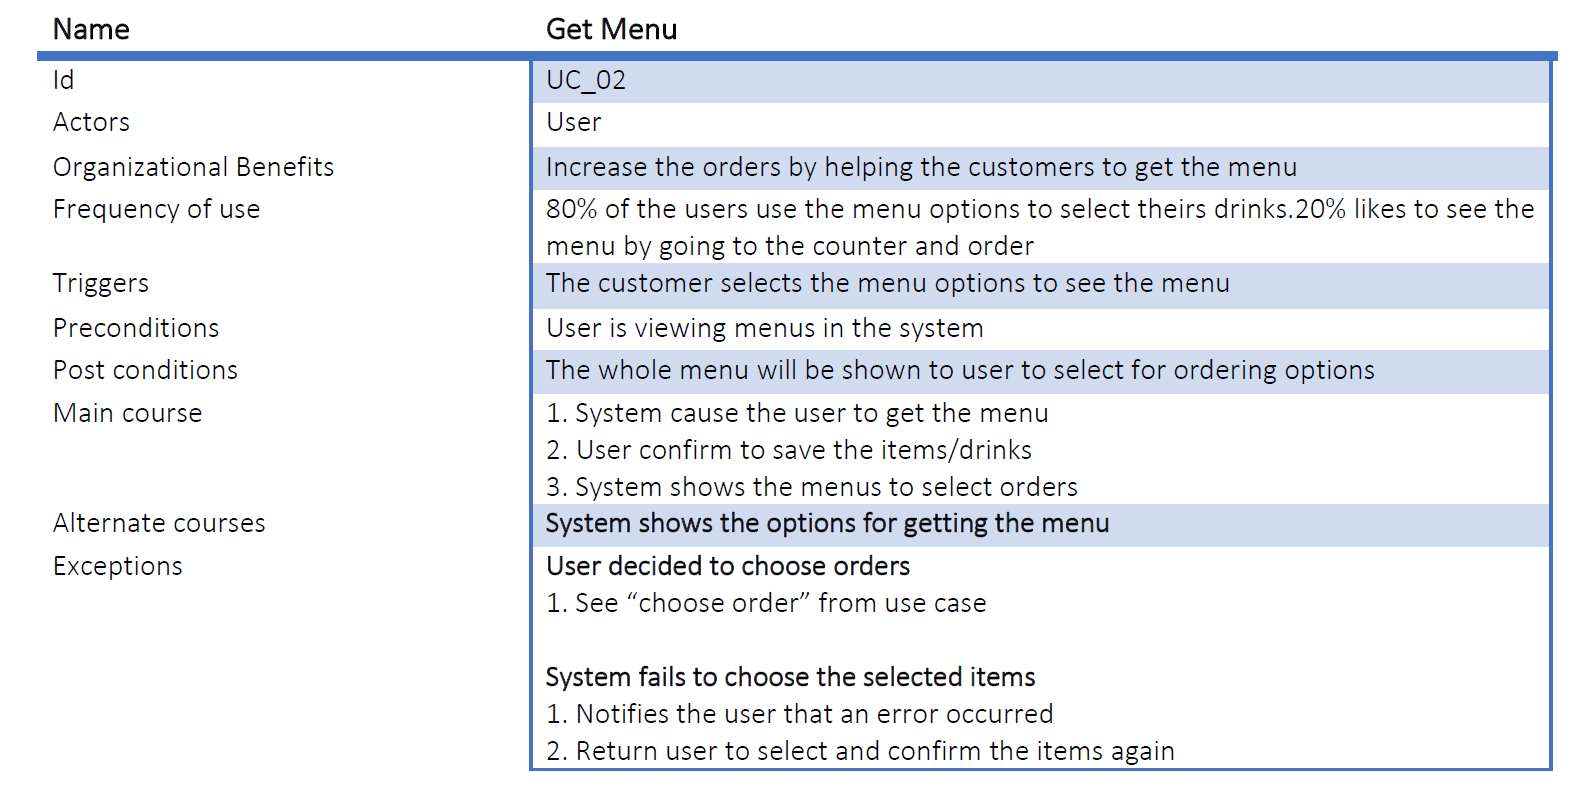 Name Get Menu
Id UC_02
Actors User
Organizational Benefits Increase the orders by helping the customers to get the menu
Frequency of use 80% of the users use the menu options to select theirs drinks.20% likes to see the
menu by going to the counter and order
Triggers The customer selects the menu options to see the menu
Preconditions User is viewing menus in the system
Post conditions The whole menu will be shown to user to select for ordering options
Main course 1. System cause the user to get the menu
2. User confirm to save the items/drinks
3. System shows the menus to select orders
Alternate courses System shows the options for getting the menu
Exceptions User decided to choose orders
1. See “choose order” from use case
System fails to choose the selected items
1. Notifies the user that an error occurred
2. Return user to select and confirm the items again